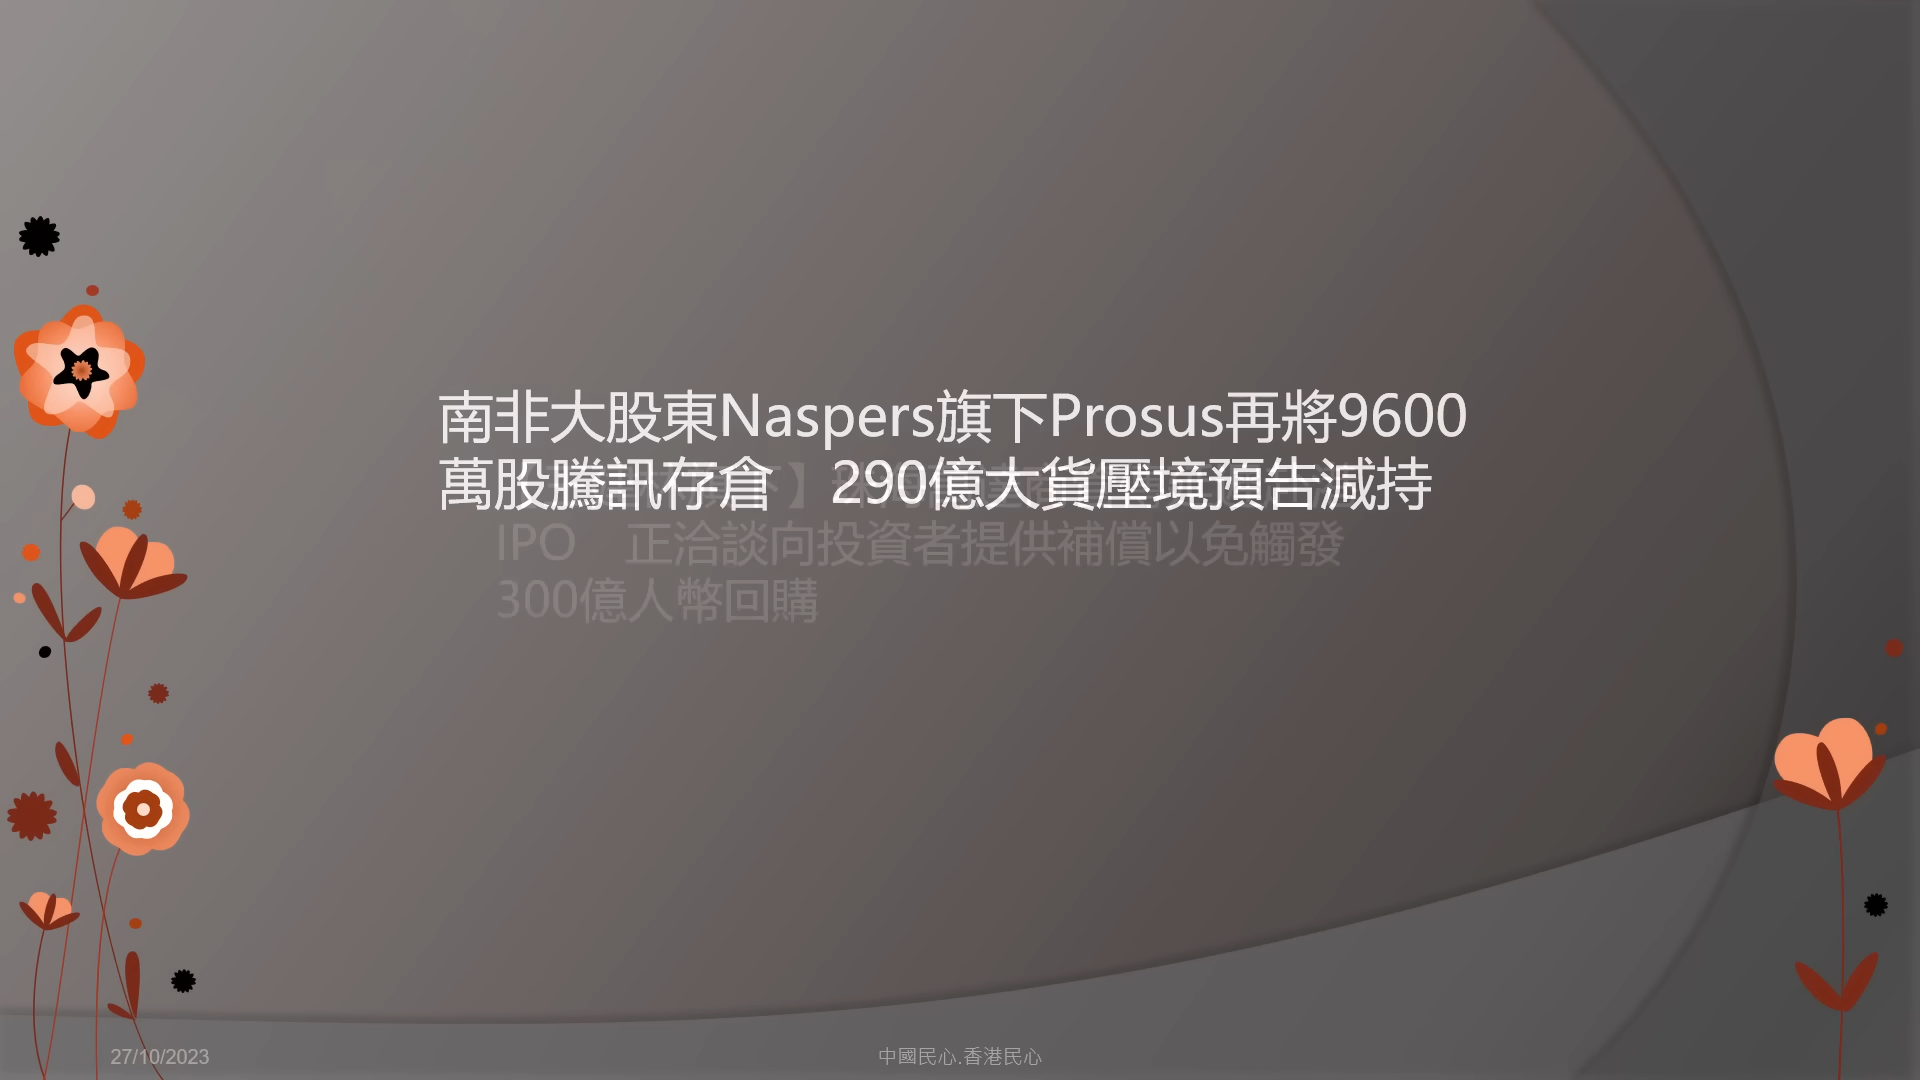 南非大股東Naspers旗下Prosus再將9600
萬股騰訊存倉 290億大貨壓境預告減持
IPO 正洽談向投資者提供補償以免觸發
300億人幣回購
27/10/2023
中國民心.香港民心